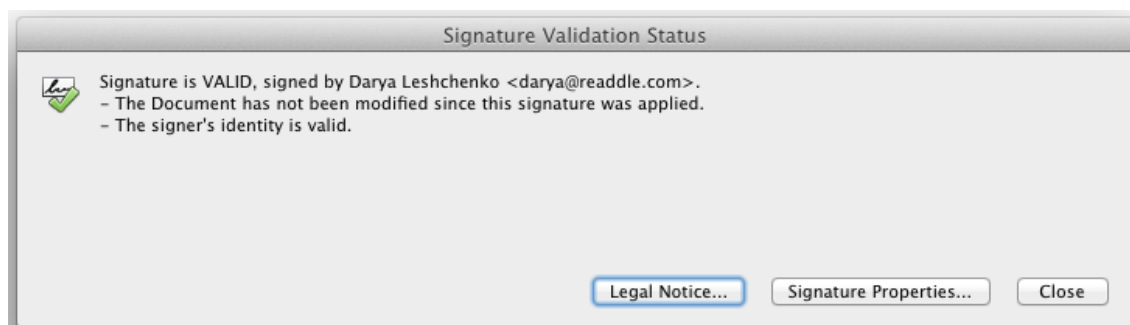 Signature Validation Status
Signature is VALID, signed by Darya Leshchenko <darya@readdle.com>.
- The Document has not been modified since this signature was applied.
- The signer's identity is valid.
Legal Notice... Signature Properties... Close